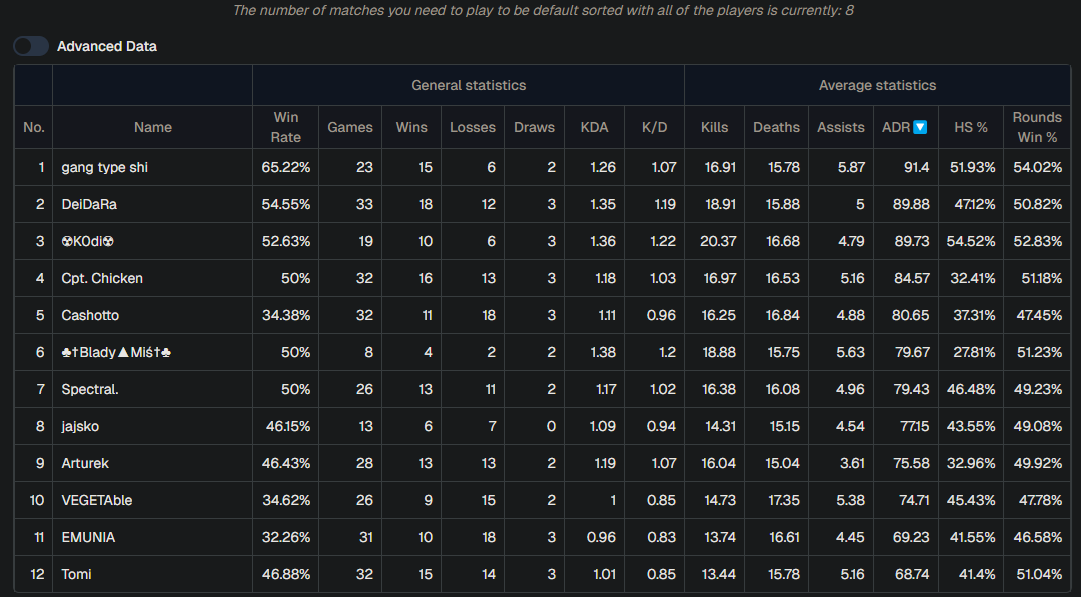 The number of matches you need to play to be default sorted with all of the players is currently: 8
Advanced Data
General statistics Average statistics
No. Name Win Rate Games Wins Losses Draws KDA K/D Kills Deaths Assists ADR🔽 HS % Rounds Win %
1 gang type shi 65.22% 23 15 6 2 1.26 1.07 16.91 15.78 5.87 91.4 51.93% 54.02%
2 DeiDaRa 54.55% 33 18 12 3 1.35 1.19 18.91 15.88 5 89.88 47.12% 50.82%
3 ☢K0di☢ 52.63% 19 10 6 3 1.36 1.22 20.37 16.68 4.79 89.73 54.52% 52.83%
4 Cpt. Chicken 50% 32 16 13 3 1.18 1.03 16.97 16.53 5.16 84.57 32.41% 51.18%
5 Cashotto 34.38% 32 11 18 3 1.11 0.96 16.25 16.84 4.88 80.65 37.31% 47.45%
6 ♣†Blady▲Miś†♣ 50% 8 4 2 2 1.38 1.2 18.88 15.75 5.63 79.67 27.81% 51.23%
7 Spectral. 50% 26 13 11 2 1.17 1.02 16.38 16.08 4.96 79.43 46.48% 49.23%
8 jajsko 46.15% 13 6 7 0 1.09 0.94 14.31 15.15 4.54 77.15 43.55% 49.08%
9 Arturek 46.43% 28 13 13 2 1.19 1.07 16.04 15.04 3.61 75.58 32.96% 49.92%
10 VEGETAble 34.62% 26 9 15 2 1 0.85 14.73 17.35 5.38 74.71 45.43% 47.78%
11 EMUNIA 32.26% 31 10 18 3 0.96 0.83 13.74 16.61 4.45 69.23 41.55% 46.58%
12 Tomi 46.88% 32 15 14 3 1.01 0.85 13.44 15.78 5.16 68.74 41.4% 51.04%